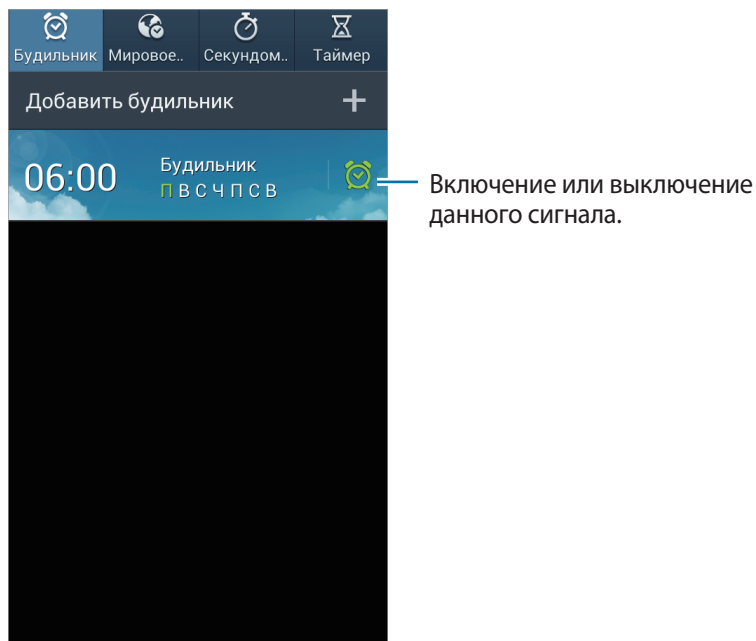 Будильник Мировое.. Секундом.. Таймер
Добавить будильник
06:00 Будильник
П В С Ч П С В
Включение или выключение
данного сигнала.